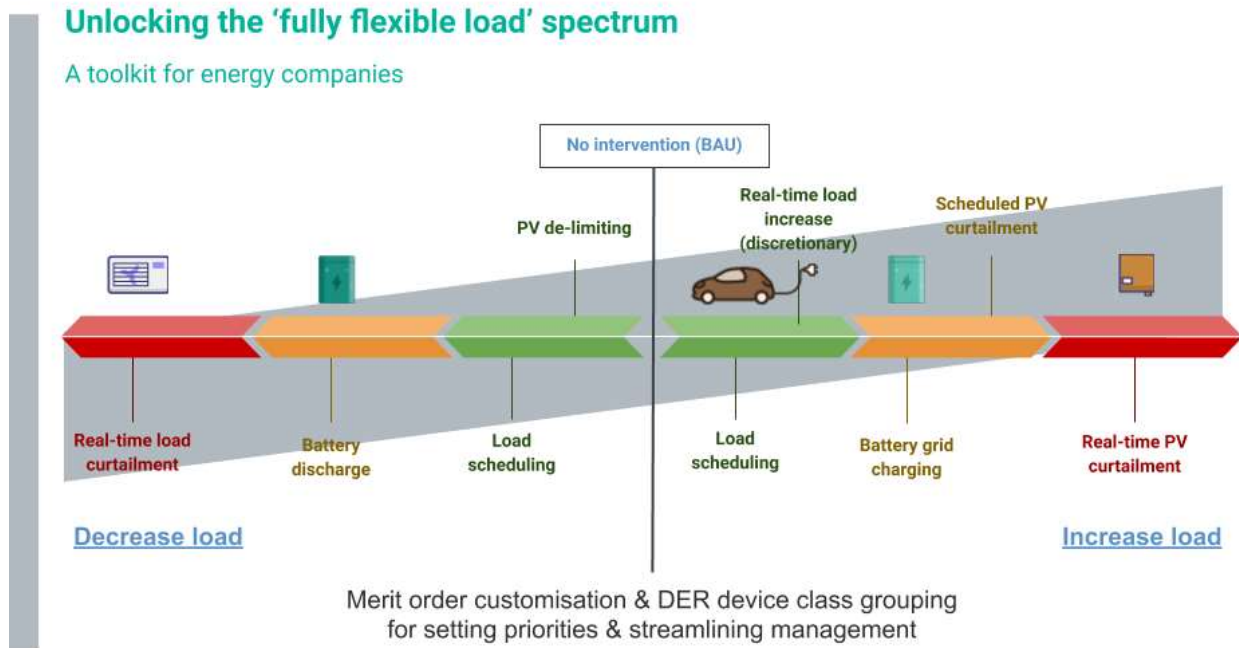 Unlocking the ‘fully flexible load’ spectrum
A toolkit for energy companies
No intervention (BAU)
PV de-limiting
Real-time load
increase
(discretionary)
Scheduled PV
curtailment
Real-time load
curtailment
Battery
discharge
Load
scheduling
Load
scheduling
Battery grid
charging
Real-time PV
curtailment
Decrease load
Increase load
Merit order customisation & DER device class grouping
for setting priorities & streamlining management